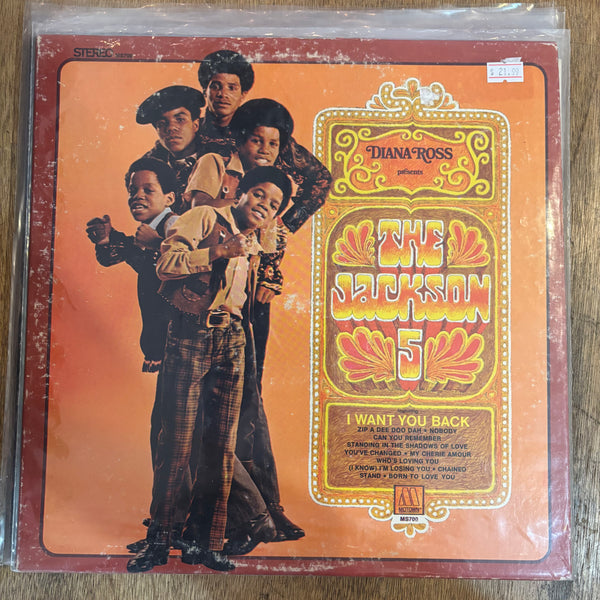 STEREO MS700
$ 21.99
DIANA ROSS
presents
THE
JACKSON
5
featuring
I WANT YOU BACK
ZIP A DEE DOO DAH • NOBODY
CAN YOU REMEMBER
STANDING IN THE SHADOWS OF LOVE
YOU'VE CHANGED • MY CHERIE AMOUR
WHO'S LOVING YOU
(I KNOW) I'M LOSING YOU • CHAINED
STAND • BORN TO LOVE YOU
M
MOTOWN
MS700